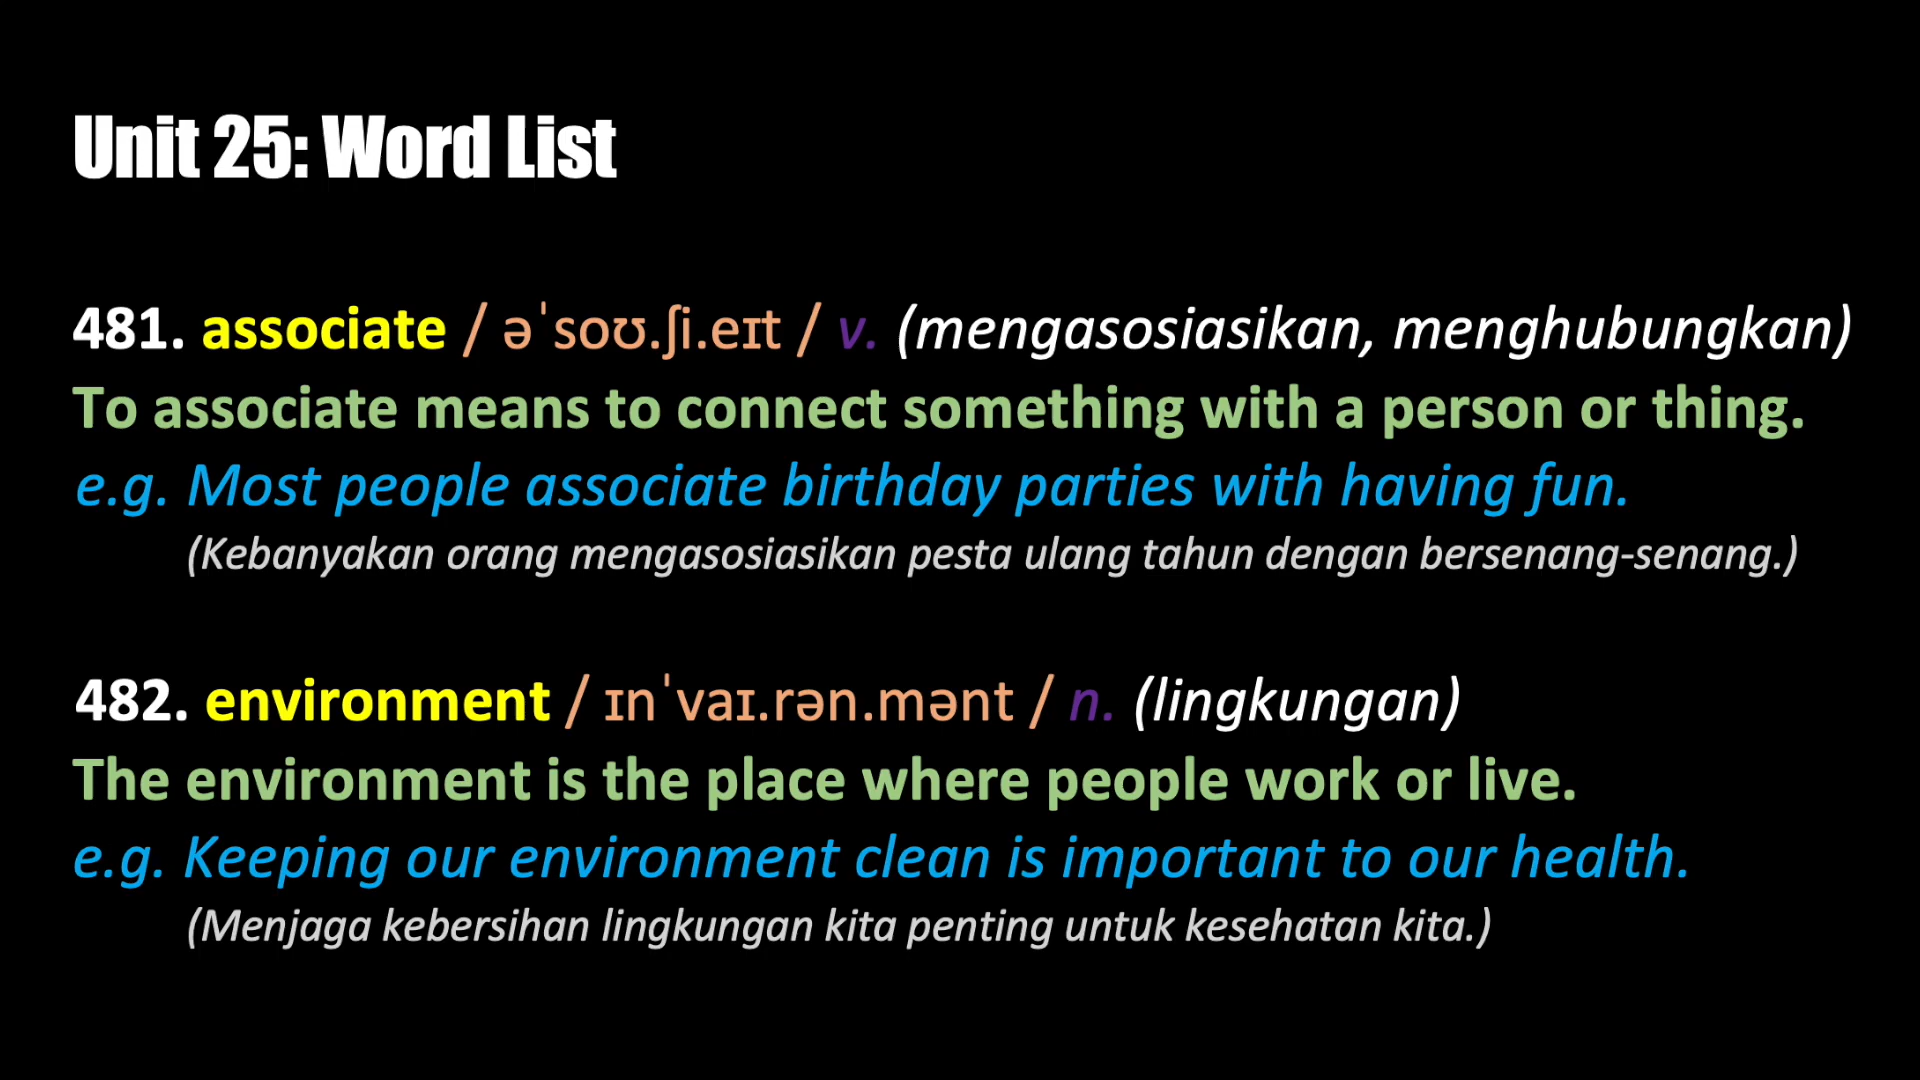 Unit 25: Word List
481. associate / əˈsoʊ.ʃi.eɪt / v. (mengasosiasikan, menghubungkan)
To associate means to connect something with a person or thing.
e.g. Most people associate birthday parties with having fun.
(Kebanyakan orang mengasosiasikan pesta ulang tahun dengan bersenang-senang.)
482. environment / ɪnˈvaɪ.rən.mənt / n. (lingkungan)
The environment is the place where people work or live.
e.g. Keeping our environment clean is important to our health.
(Menjaga kebersihan lingkungan kita penting untuk kesehatan kita.)